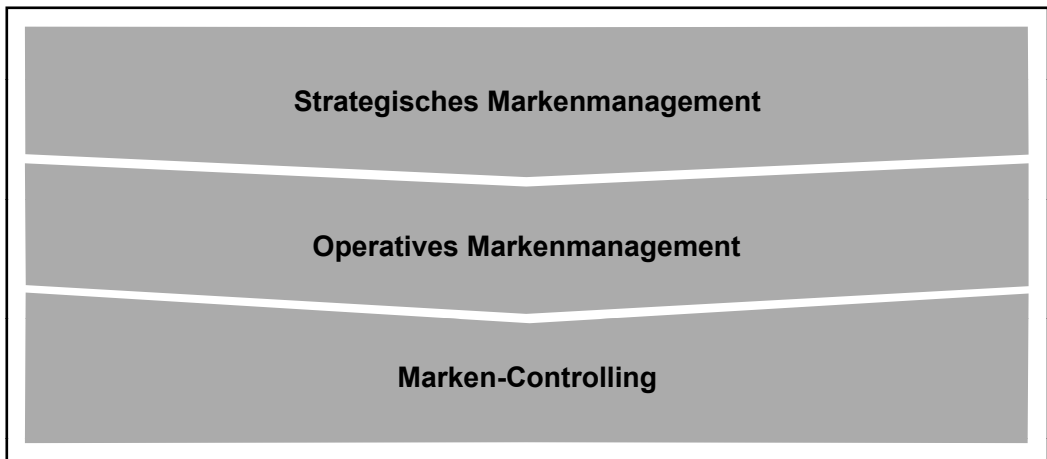 Strategisches Markenmanagement
Operatives Markenmanagement
Marken-Controlling